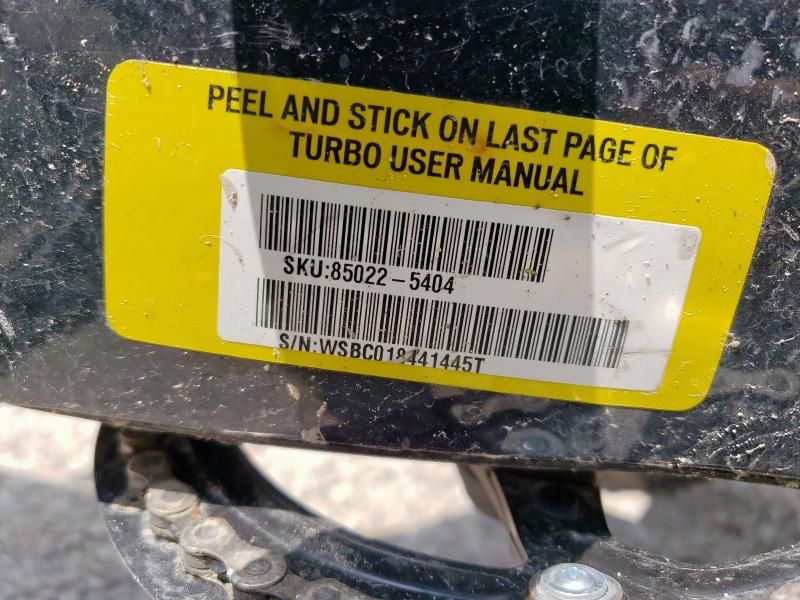 PEEL AND STICK ON LAST PAGE OF
TURBO USER MANUAL
SKU:85022-5404
S/N:WSBC018441445T